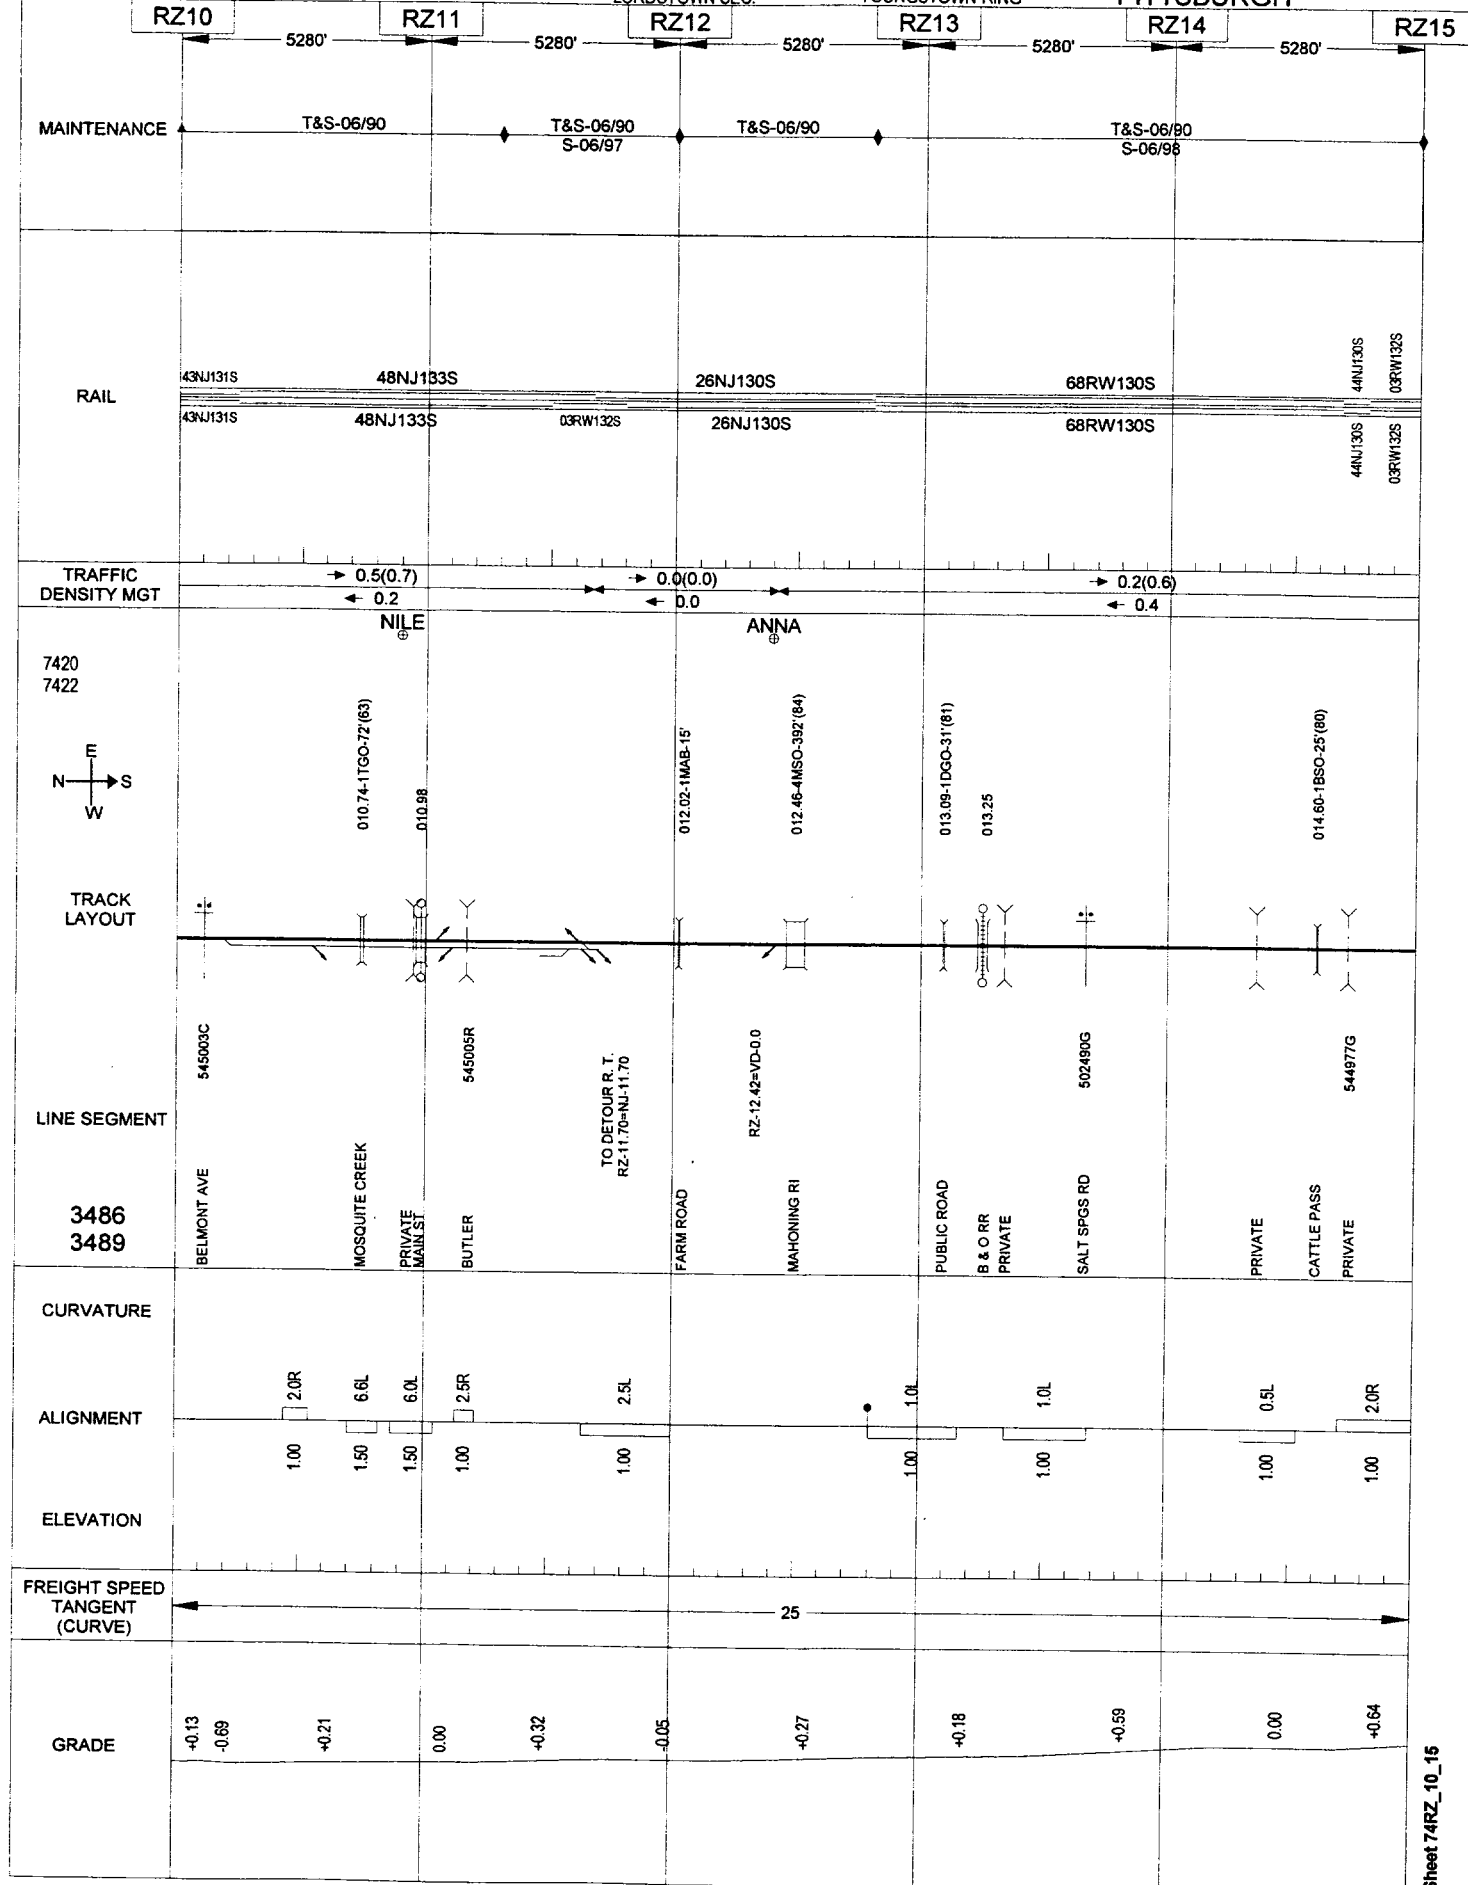 PITTSBURGH
RZ10
RZ11
RZ12
RZ13
RZ14
RZ15
5280'
5280'
5280'
5280'
5280'
MAINTENANCE
T&S-06/90
T&S-06/90
S-06/97
T&S-06/90
T&S-06/90
S-06/98
RAIL
43NJ131S
48NJ133S
26NJ130S
68RW130S
44NJ130S
03RW132S
43NJ131S
48NJ133S
03RW132S
26NJ130S
68RW130S
44NJ130S
03RW132S
TRAFFIC
DENSITY MGT
→ 0.5(0.7)
← 0.2
→ 0.0(0.0)
← 0.0
→ 0.2(0.6)
← 0.4
NILE
ANNA
7420
7422
E
N
S
W
010.74-1TGO-72'(63)
010.98
012.02-1MAB-15'
012.46-4MSO-392'(84)
013.09-1DGO-31'(81)
013.25
014.60-1BSO-25'(80)
TRACK
LAYOUT
545003C
545005R
TO DETOUR R. T.
RZ-11.70=NJ-11.70
RZ-12.42=VD-0.0
502490G
544977G
LINE SEGMENT
3486
3489
BELMONT AVE
MOSQUITE CREEK
PRIVATE
MAIN ST
BUTLER
FARM ROAD
MAHONING RI
PUBLIC ROAD
B & O RR
PRIVATE
SALT SPGS RD
PRIVATE
CATTLE PASS
PRIVATE
CURVATURE
2.0R
6.6L
6.0L
2.5R
2.5L
1.0L
1.0L
0.5L
2.0R
ALIGNMENT
1.00
1.50
1.50
1.00
1.00
1.00
1.00
1.00
1.00
ELEVATION
FREIGHT SPEED
TANGENT
(CURVE)
25
GRADE
+0.13
-0.69
+0.21
0.00
+0.32
-0.05
+0.27
+0.18
+0.59
0.00
+0.64
Sheet 74RZ_10_15